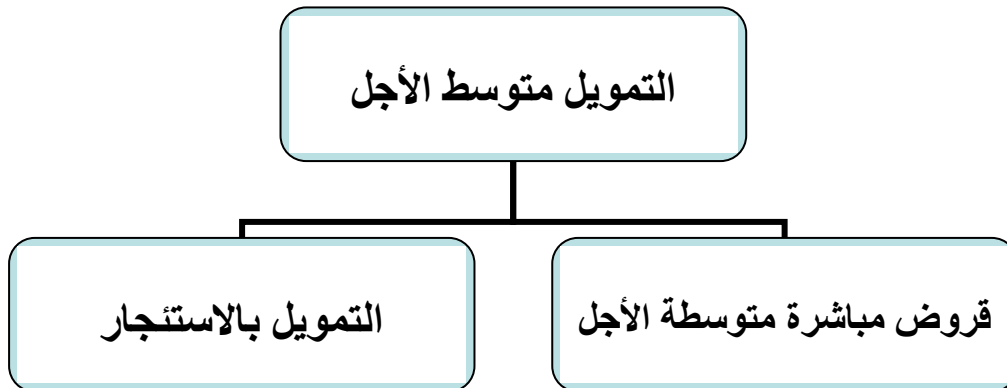 التمويل متوسط الأجل
قروض مباشرة متوسطة الأجل
التمويل بالاستئجار